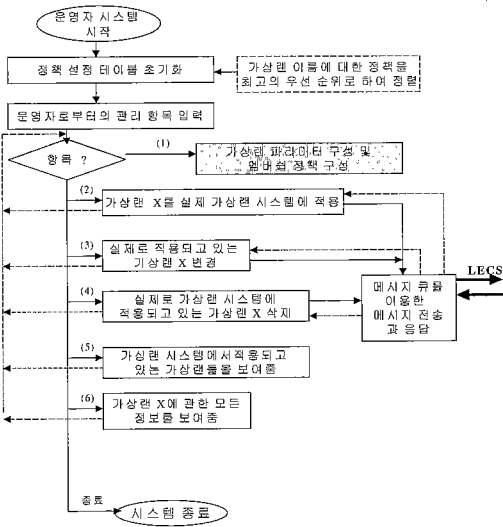 운영자 시스템
시작
정책 설정 테이블 초기화
가상랜 이름에 대한 정책을
최고의 우선 순위로 하여 정렬
운영자로부터의 관리 항목 입력
항목 ?
(1)
가상랜 파라미터 구성 및
멤버쉽 정책 구성
(2)
가상랜 X를 실제 가상랜 시스템에 적용
(3)
실제로 적용되고 있는
가상랜 X 변경
LECS
메시지 큐를
이용한
메시지 전송
과 응답
(4)
실제로 가상랜 시스템에
적용되고 있는 가상랜 X 삭제
(5)
가상랜 시스템에서적용되고
있는 가상랜들을 보여줌
(6)
가상랜 X에 관한 모든
정보를 보여줌
종료
시스템 종료